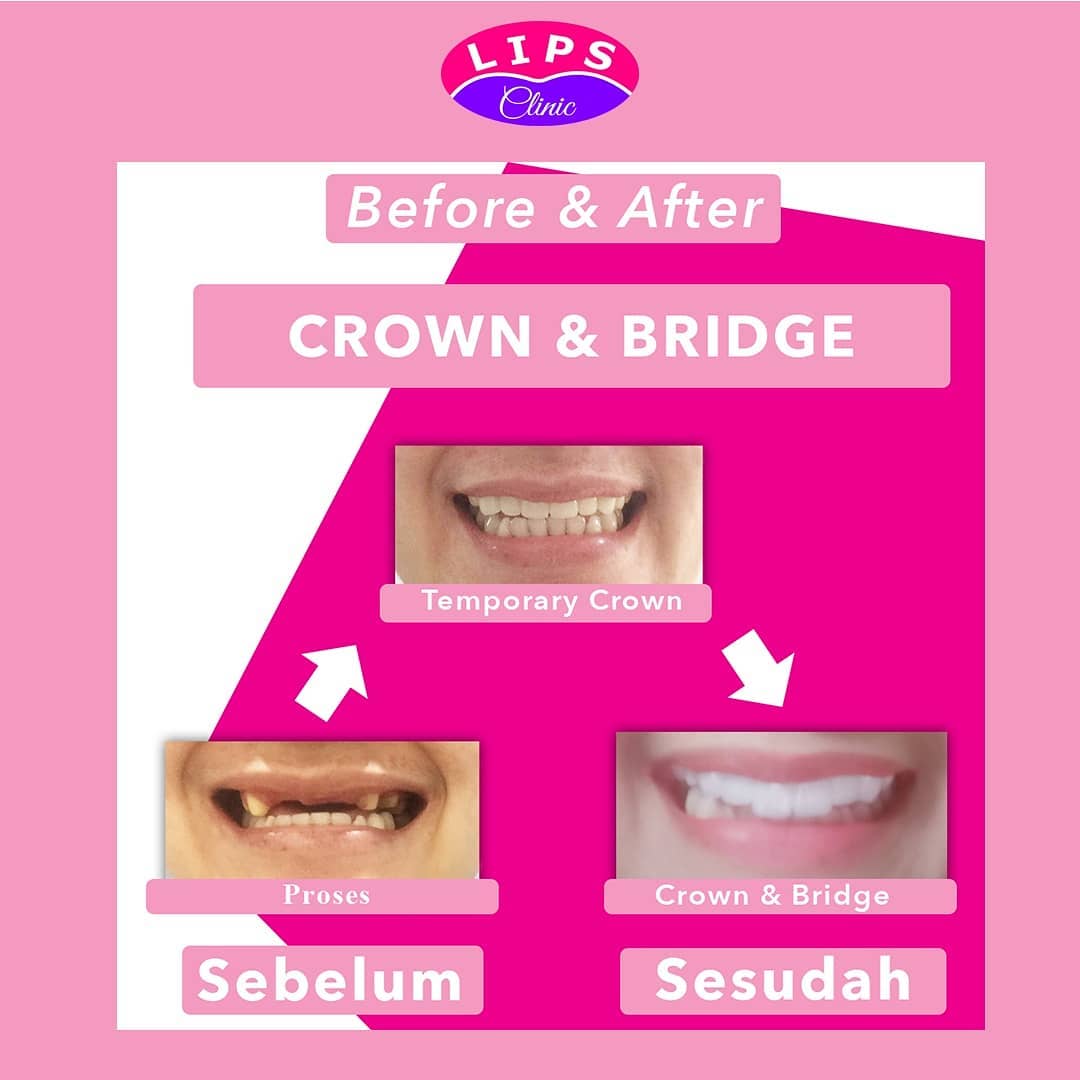 LIPS
Clinic
Before & After
CROWN & BRIDGE
Temporary Crown
Proses
Crown & Bridge
Sebelum
Sesudah